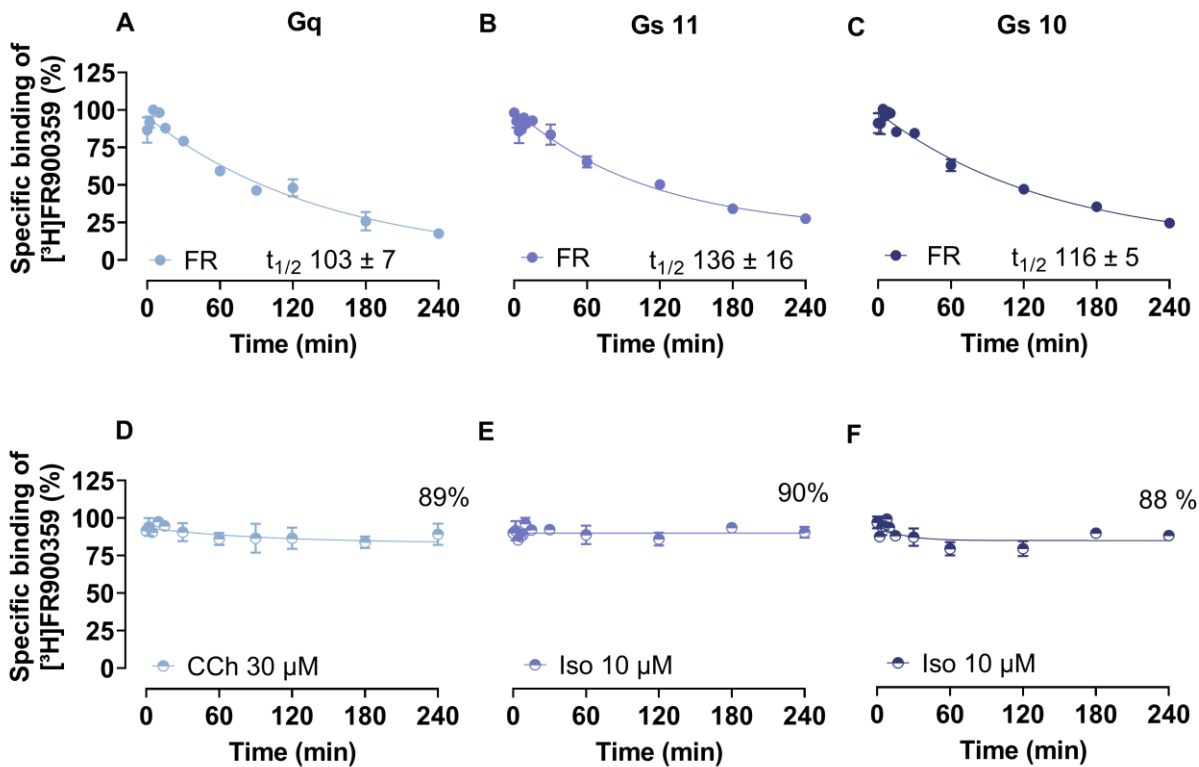 A Gq
B Gs 11
C Gs 10
Specific binding of
[³H]FR900359 (%)
125
100
75
50
25
0
FR t1/2 103 ± 7
FR t1/2 136 ± 16
FR t1/2 116 ± 5
0 60 120 180 240
0 60 120 180 240
0 60 120 180 240
Time (min)
Time (min)
Time (min)
D
E
F
Specific binding of
[³H]FR900359 (%)
125
100
75
50
25
0
89%
90%
88 %
CCh 30 µM
Iso 10 µM
Iso 10 µM
0 60 120 180 240
0 60 120 180 240
0 60 120 180 240
Time (min)
Time (min)
Time (min)